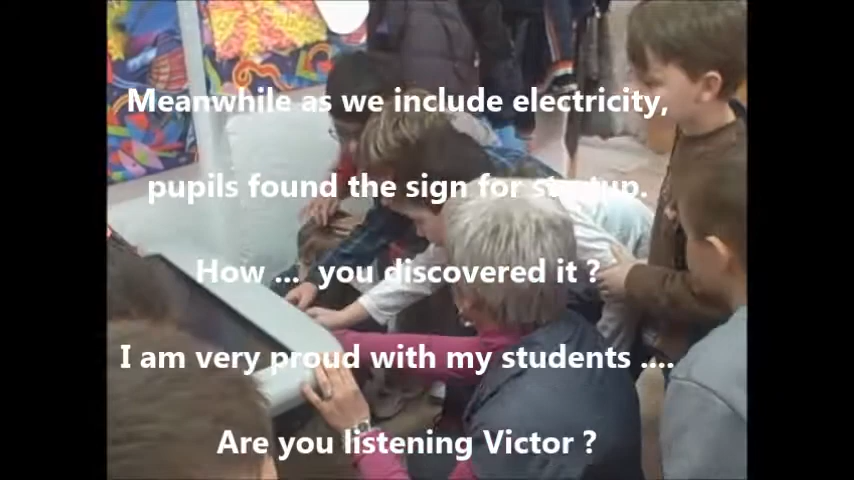 Meanwhile as we include electricity,
pupils found the sign for startup.
How ... you discovered it ?
I am very proud with my students ....
Are you listening Victor ?